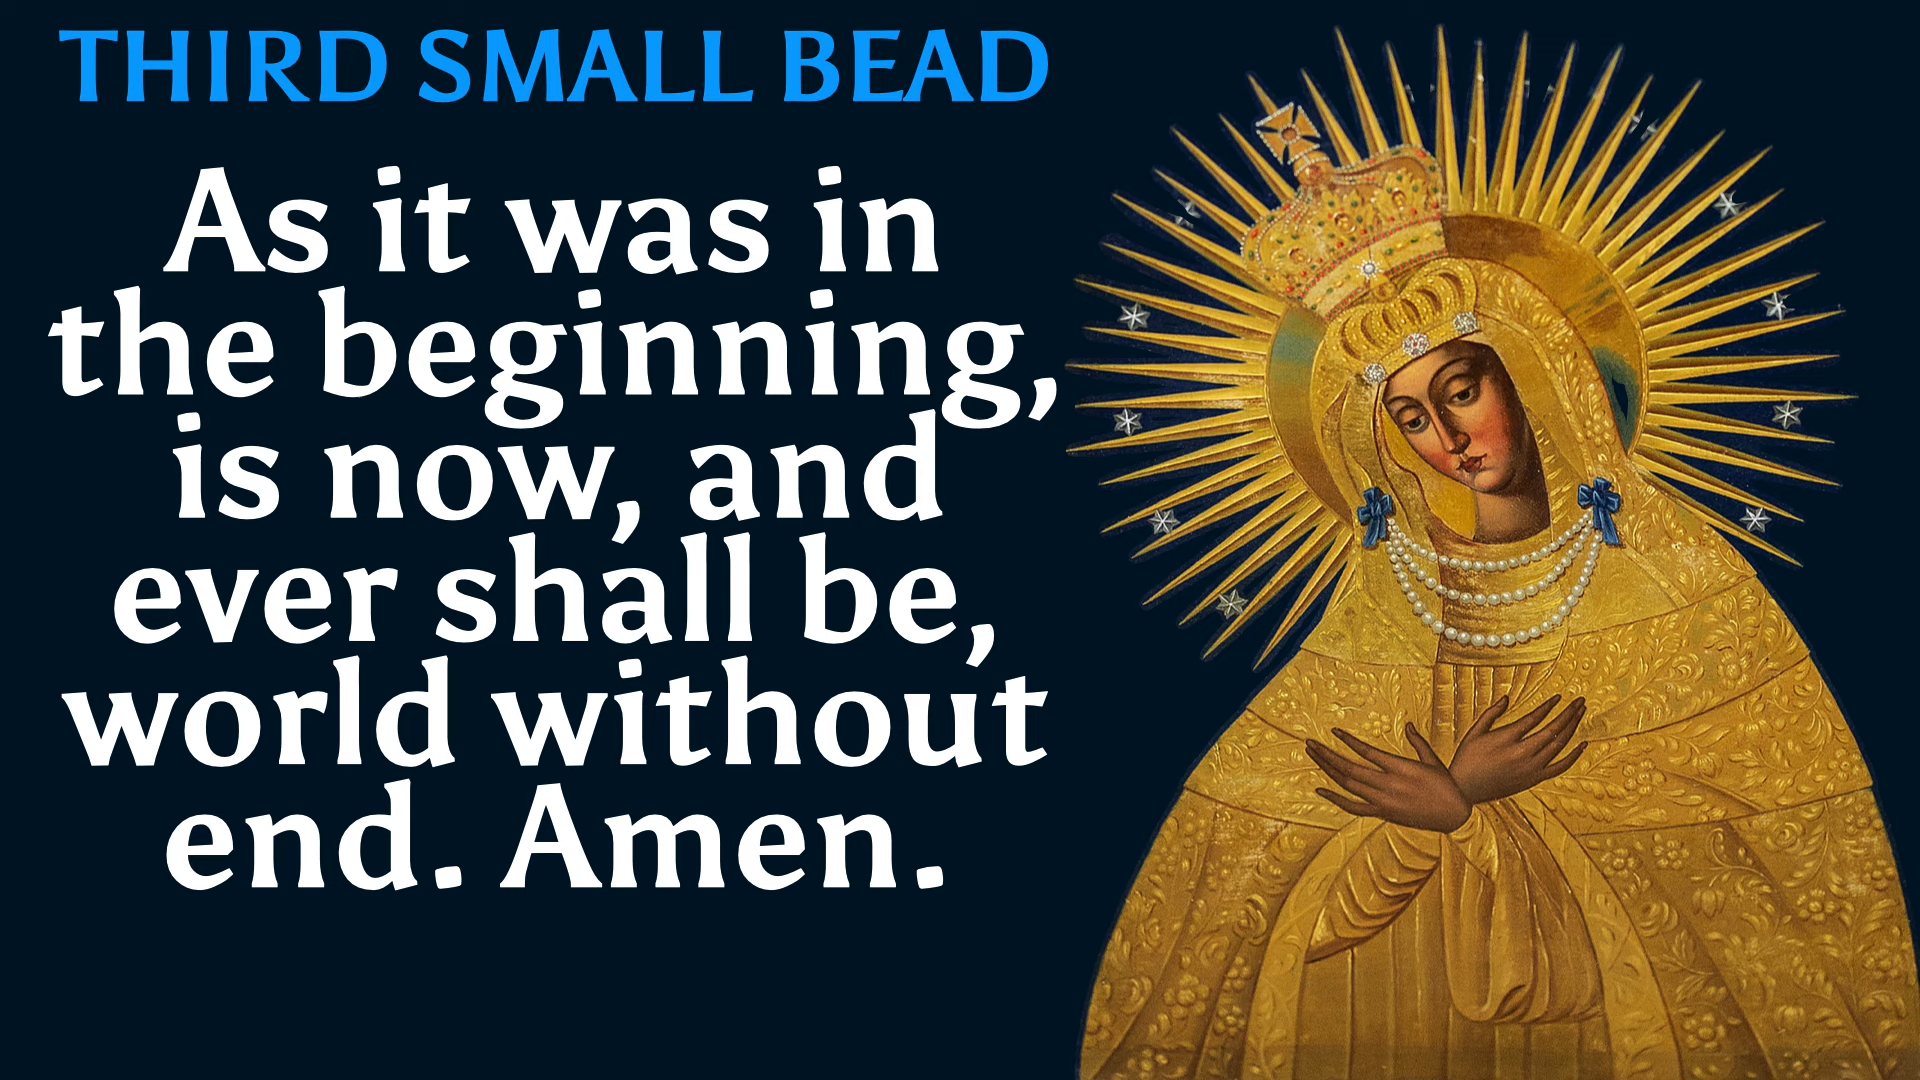 THIRD SMALL BEAD
As it was in
the beginning,
is now, and
ever shall be,
world without
end. Amen.